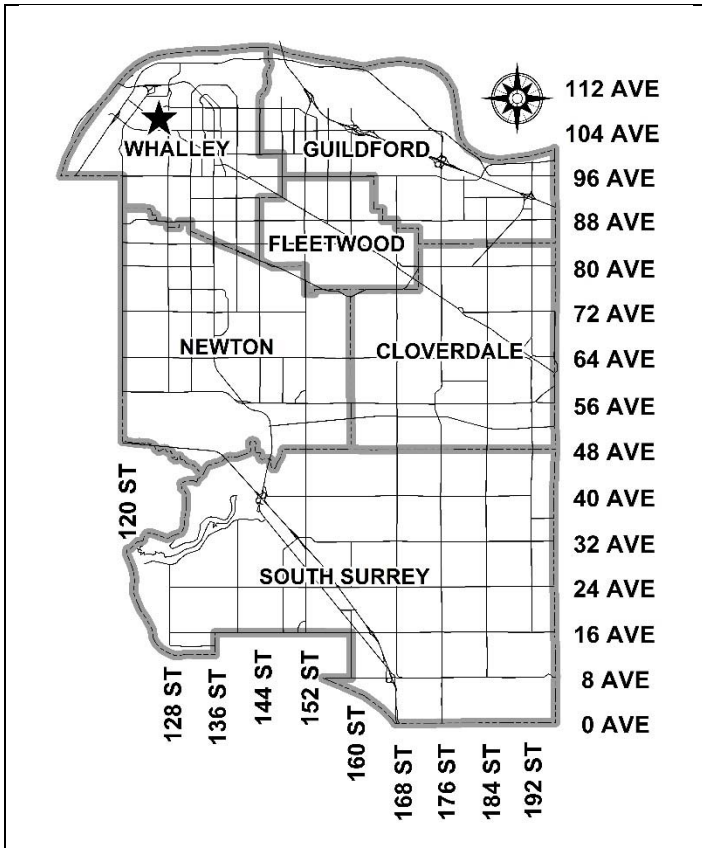 112 AVE
104 AVE
WHALLEY
GUILDFORD
96 AVE
88 AVE
FLEETWOOD
80 AVE
72 AVE
NEWTON
CLOVERDALE
64 AVE
56 AVE
48 AVE
120 ST
40 AVE
32 AVE
SOUTH SURREY
24 AVE
16 AVE
128 ST
136 ST
144 ST
152 ST
8 AVE
160 ST
0 AVE
168 ST
176 ST
184 ST
192 ST